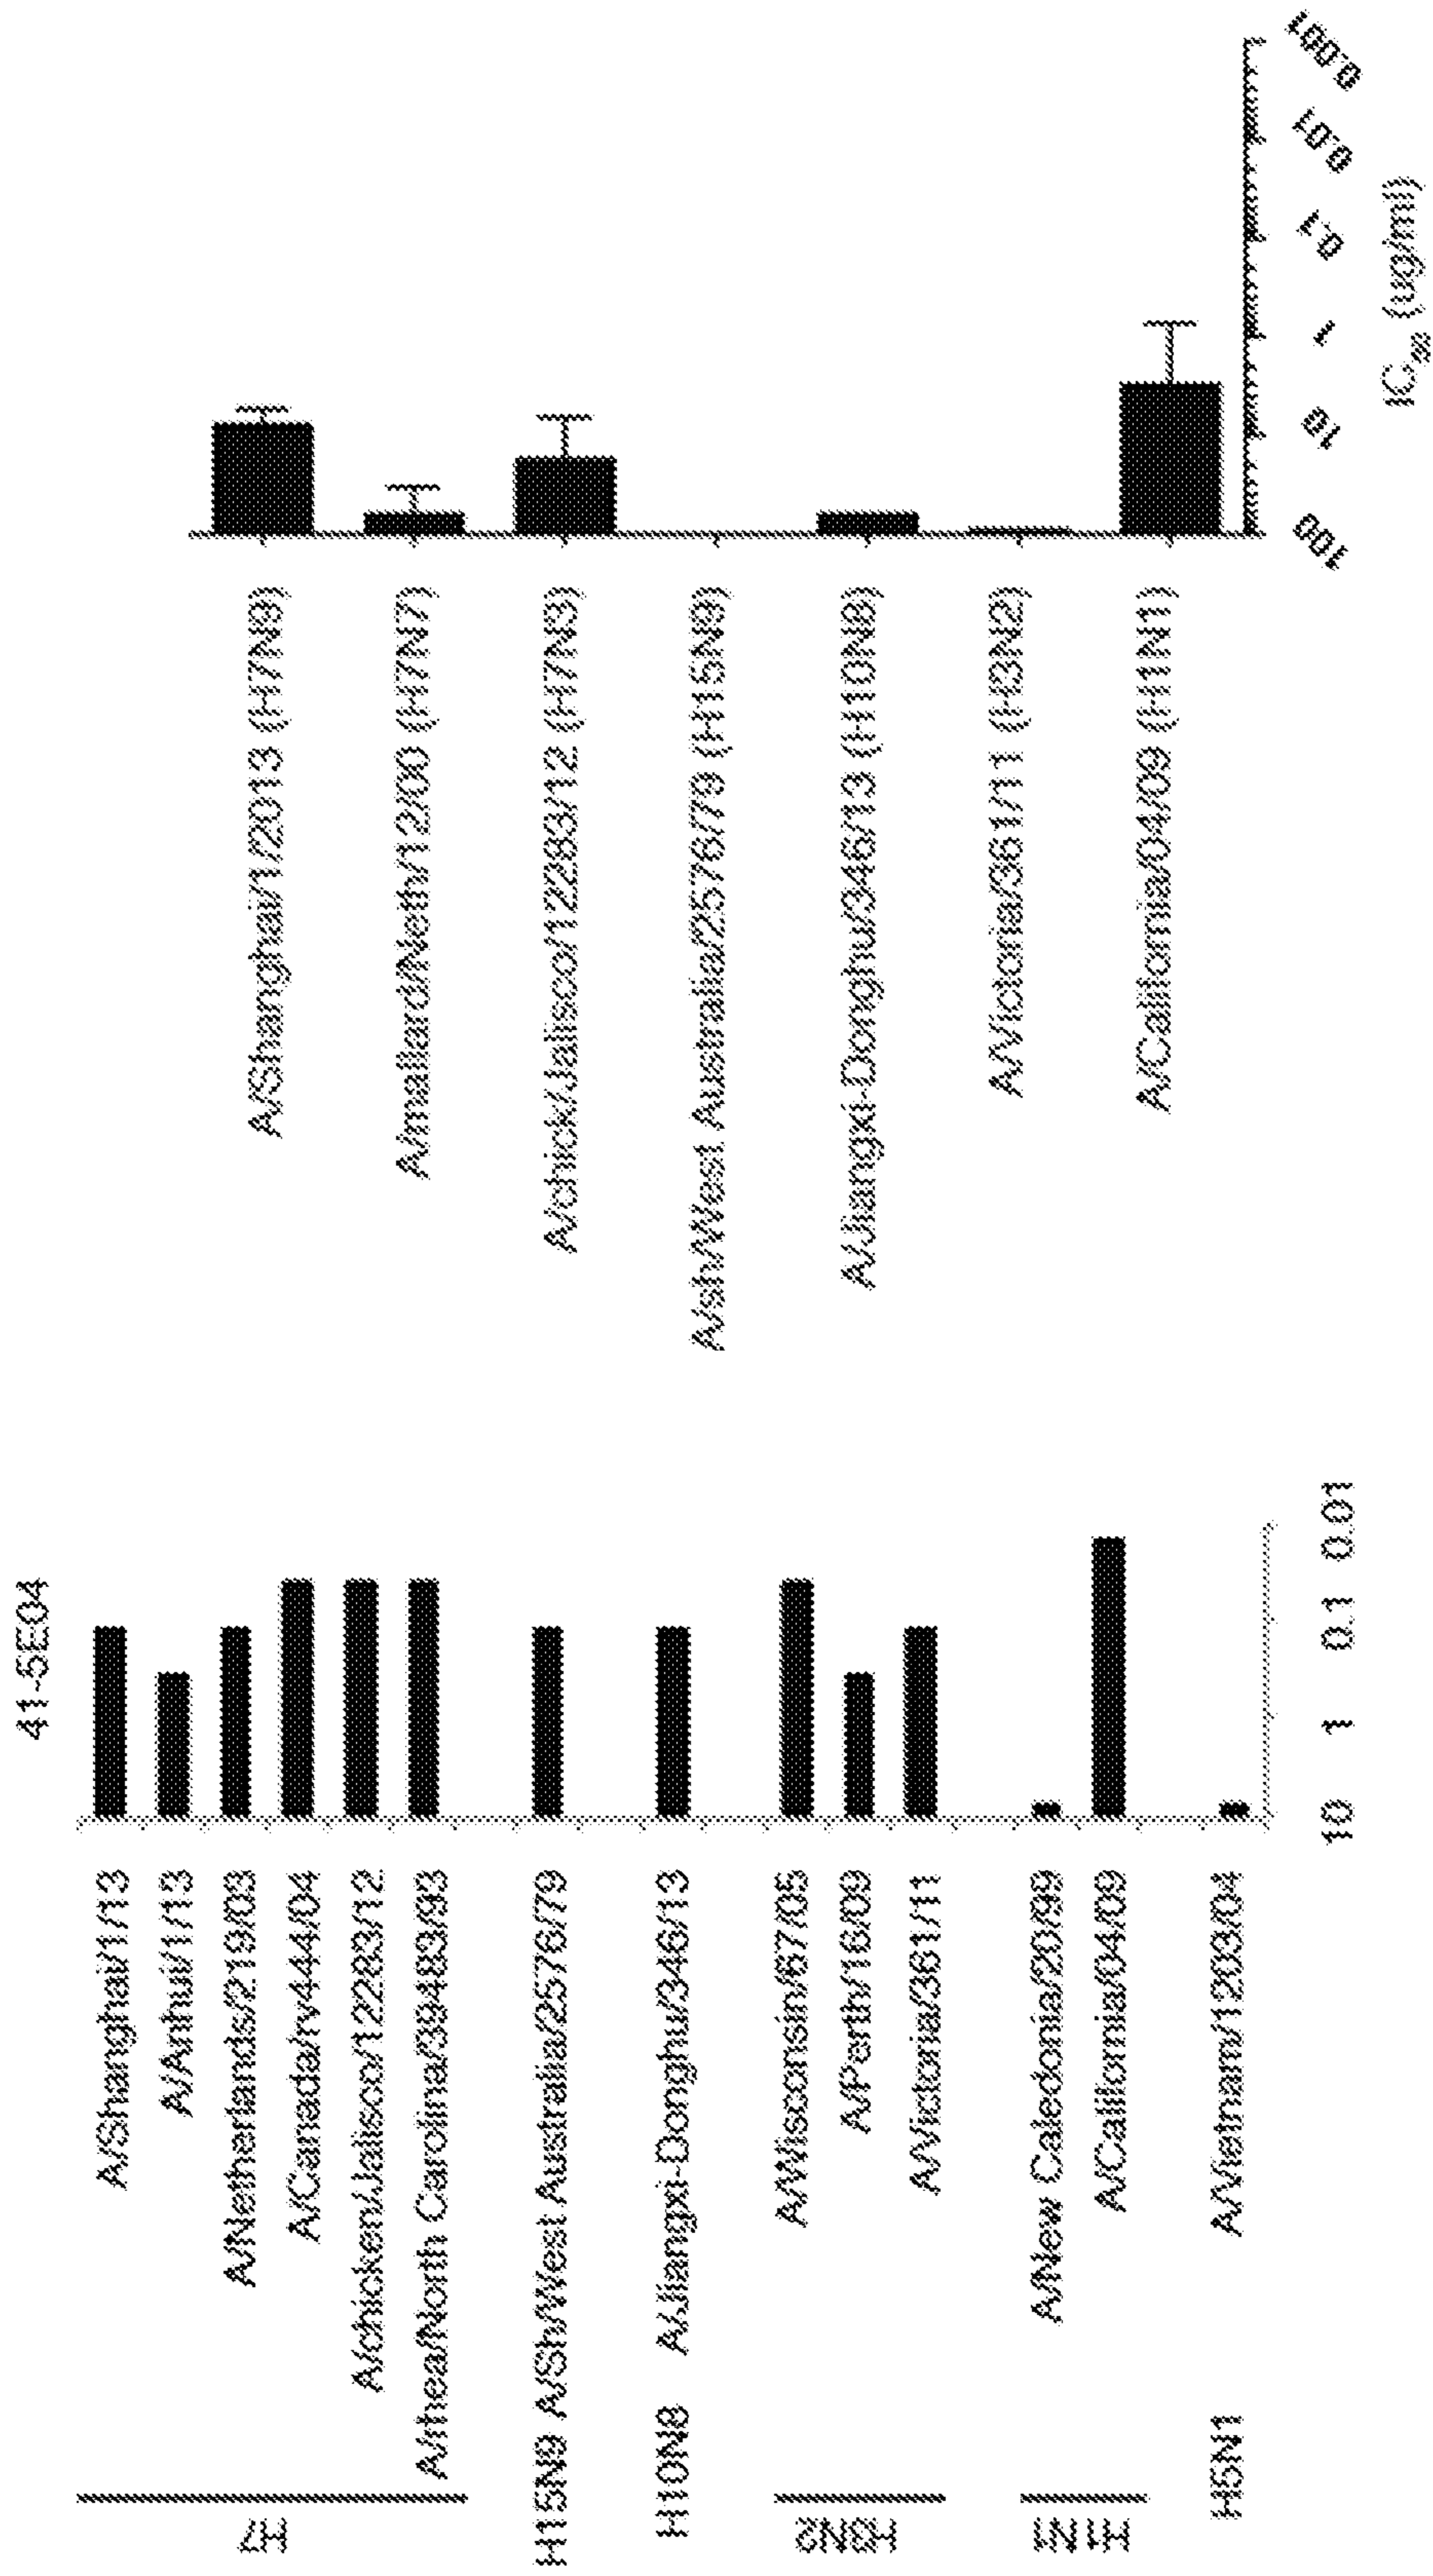 41-5E04
H7
A/Shanghai/1/13
A/Anhui/1/13
A/Netherlands/219/03
A/Canada/rv444/04
A/chicken/Jalisco/12283/12
A/rhea/North Carolina/39483/93
H15N9 A/Sh/West Australia/2576/79
H10N8 A/Jiangxi-Donghu/346/13
H3N2
A/Wisconsin/67/05
A/Perth/16/09
A/Victoria/361/11
H1N1
A/New Caledonia/20/99
A/California/04/09
H5N1 A/Vietnam/1203/04
10 1 0.1 0.01
A/Shanghai/1/2013 (H7N9)
A/mallard/Neth/12/00 (H7N7)
A/chick/Jalisco/12283/12 (H7N3)
A/sh/West Australia/2576/79 (H15N9)
A/Jiangxi-Donghu/346/13 (H10N8)
A/Victoria/361/11 (H3N2)
A/California/04/09 (H1N1)
100 10 1 0.1 0.01 0.001
IC50 (ug/ml)